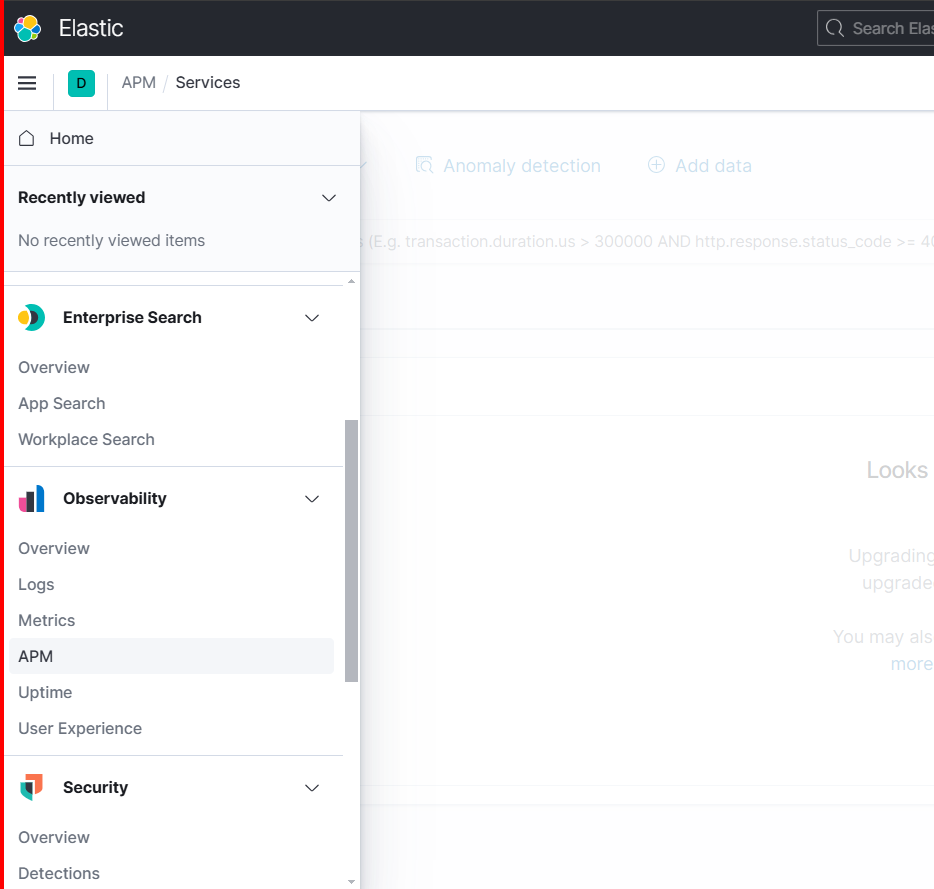 Elastic
Search Elas
D
APM / Services
Home
Anomaly detection
Add data
Recently viewed
No recently viewed items
s (E.g. transaction.duration.us > 300000 AND http.response.status_code >= 40
Enterprise Search
Overview
App Search
Workplace Search
Looks
Observability
Overview
Upgrading
upgraded
Logs
Metrics
You may als
APM
more
Uptime
User Experience
Security
Overview
Detections